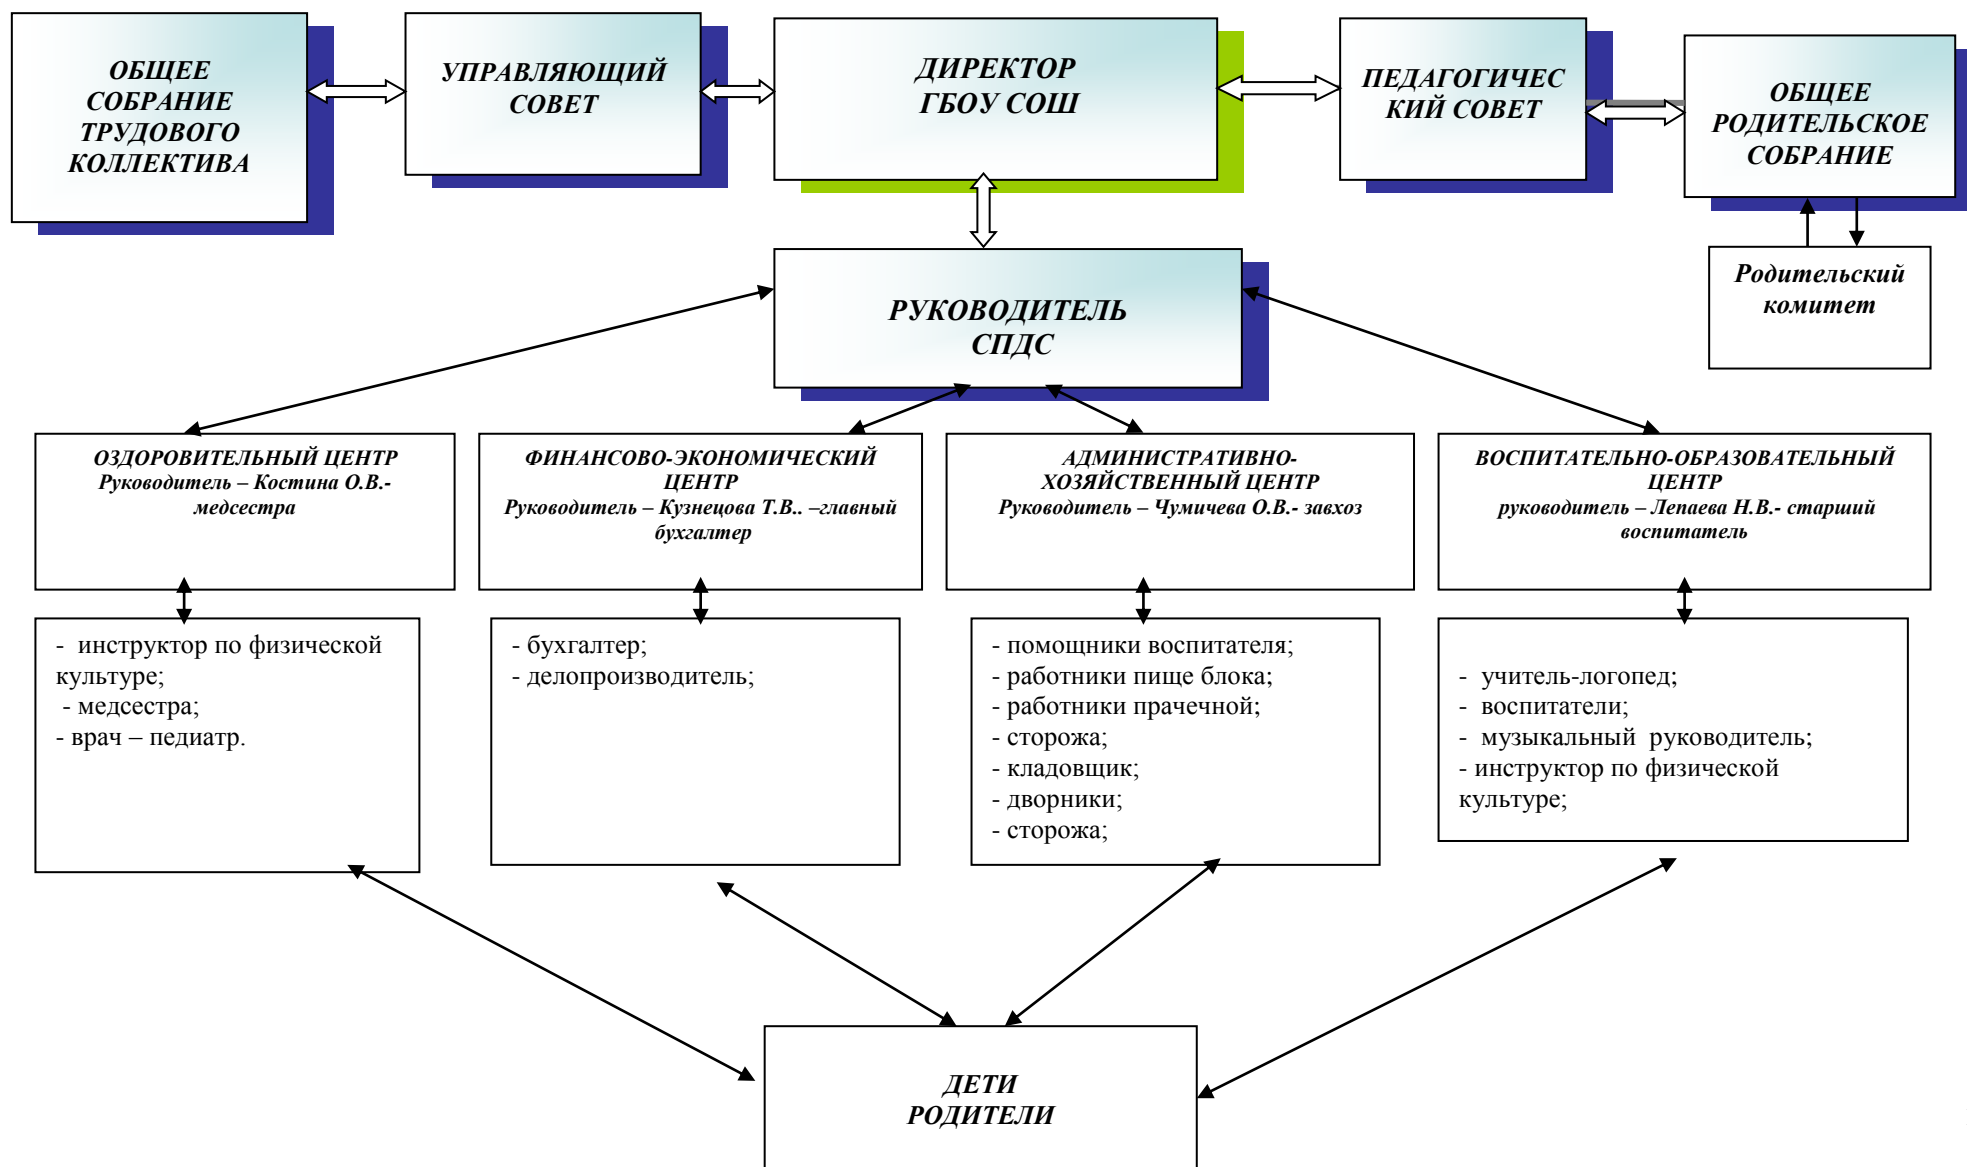 ОБЩЕЕ
СОБРАНИЕ
ТРУДОВОГО
КОЛЛЕКТИВА
УПРАВЛЯЮЩИЙ
СОВЕТ
ДИРЕКТОР
ГБОУ СОШ
ПЕДАГОГИЧЕС
КИЙ СОВЕТ
ОБЩЕЕ
РОДИТЕЛЬСКОЕ
СОБРАНИЕ
Родительский
комитет
РУКОВОДИТЕЛЬ
СПДС
ОЗДОРОВИТЕЛЬНЫЙ ЦЕНТР
Руководитель – Костина О.В.-
медсестра
ФИНАНСОВО-ЭКОНОМИЧЕСКИЙ
ЦЕНТР
Руководитель – Кузнецова Т.В.. –главный
бухгалтер
АДМИНИСТРАТИВНО-
ХОЗЯЙСТВЕННЫЙ ЦЕНТР
Руководитель – Чумичева О.В.- завхоз
ВОСПИТАТЕЛЬНО-ОБРАЗОВАТЕЛЬНЫЙ
ЦЕНТР
руководитель – Лепаева Н.В.- старший
воспитатель
- инструктор по физической
культуре;
- медсестра;
- врач – педиатр.
- бухгалтер;
- делопроизводитель;
- помощники воспитателя;
- работники пище блока;
- работники прачечной;
- сторожа;
- кладовщик;
- дворники;
- сторожа;
- учитель-логопед;
- воспитатели;
- музыкальный руководитель;
- инструктор по физической
культуре;
ДЕТИ
РОДИТЕЛИ